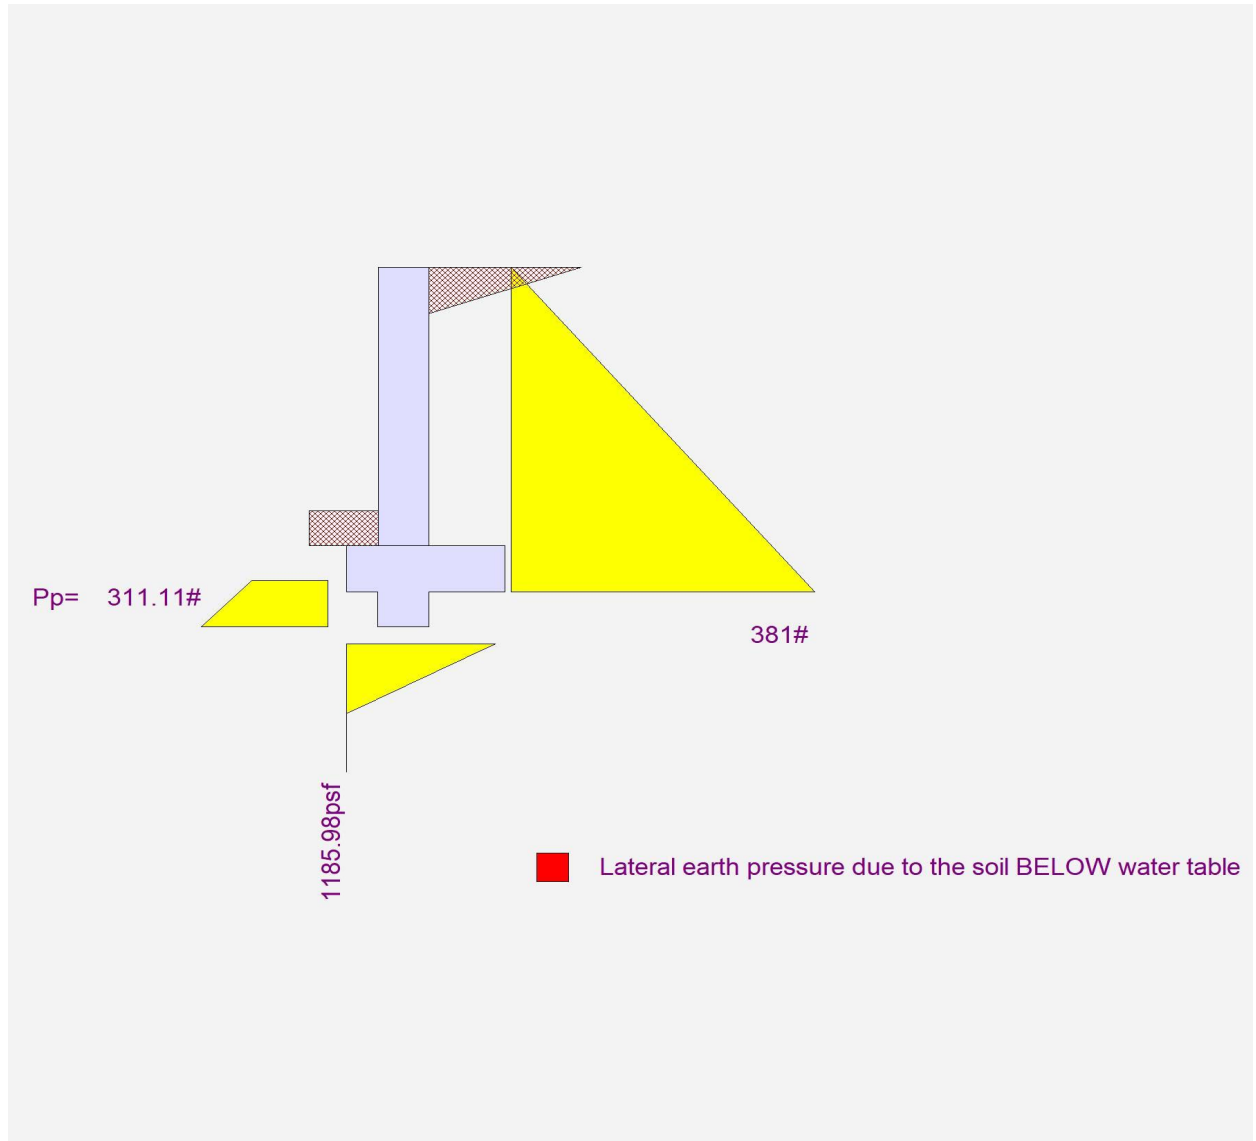 Pp= 311.11#
381#
1185.98psf
Lateral earth pressure due to the soil BELOW water table